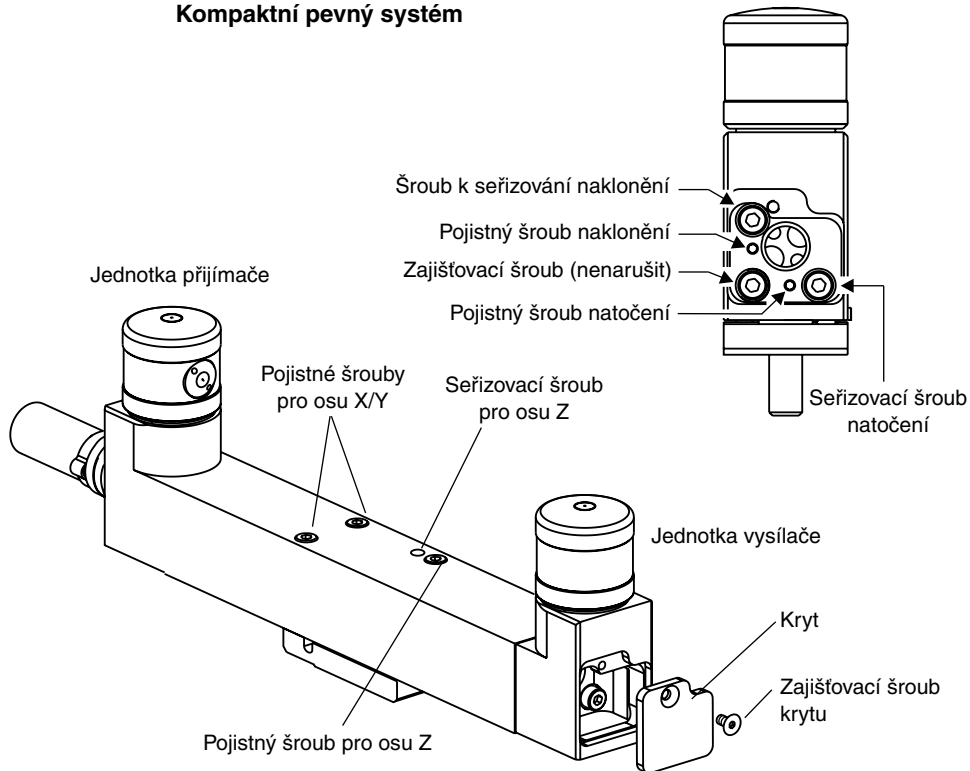 Kompaktní pevný systém
Šroub k seřizování naklonění
Pojistný šroub naklonění
Zajišťovací šroub (nenarušit)
Pojistný šroub natočení
Seřizovací šroub
natočení
Jednotka přijímače
Pojistné šrouby
pro osu X/Y
Seřizovací šroub
pro osu Z
Jednotka vysílače
Kryt
Zajišťovací šroub
krytu
Pojistný šroub pro osu Z